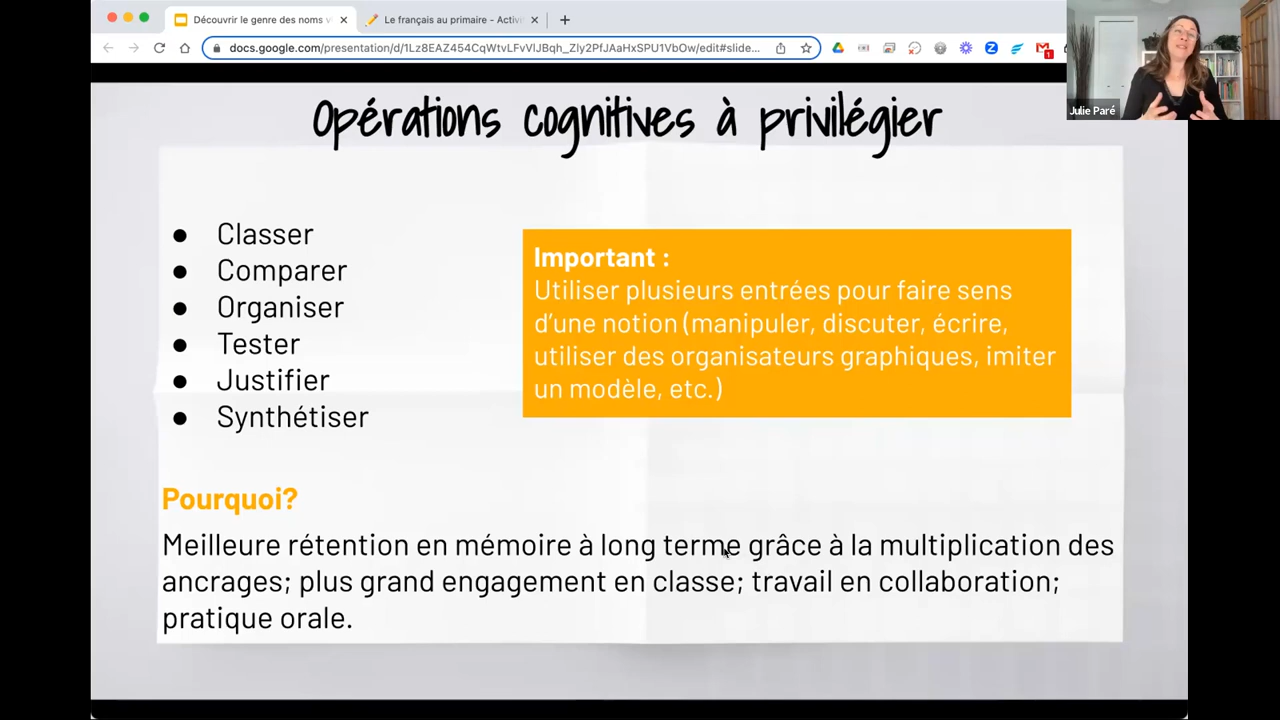 Découvrir le genre des noms
Le français au primaire - Activi
docs.google.com/presentation/d/1Lz8EAZ454CqWtvLFvVlJBqh_Zly2PfJAaHxSPU1VbOw/edit#slide...
1
Julie Paré
Opérations cognitives à privilégier
● Classer
● Comparer
● Organiser
● Tester
● Justifier
● Synthétiser
Important :
Utiliser plusieurs entrées pour faire sens
d’une notion (manipuler, discuter, écrire,
utiliser des organisateurs graphiques, imiter
un modèle, etc.)
Pourquoi?
Meilleure rétention en mémoire à long terme grâce à la multiplication des
ancrages; plus grand engagement en classe; travail en collaboration;
pratique orale.